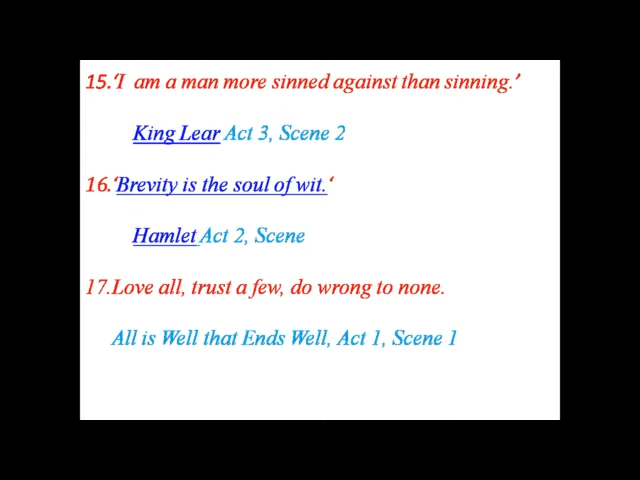 15.‘I am a man more sinned against than sinning.’
King Lear Act 3, Scene 2
16.‘Brevity is the soul of wit.‘
Hamlet Act 2, Scene
17.Love all, trust a few, do wrong to none.
All is Well that Ends Well, Act 1, Scene 1